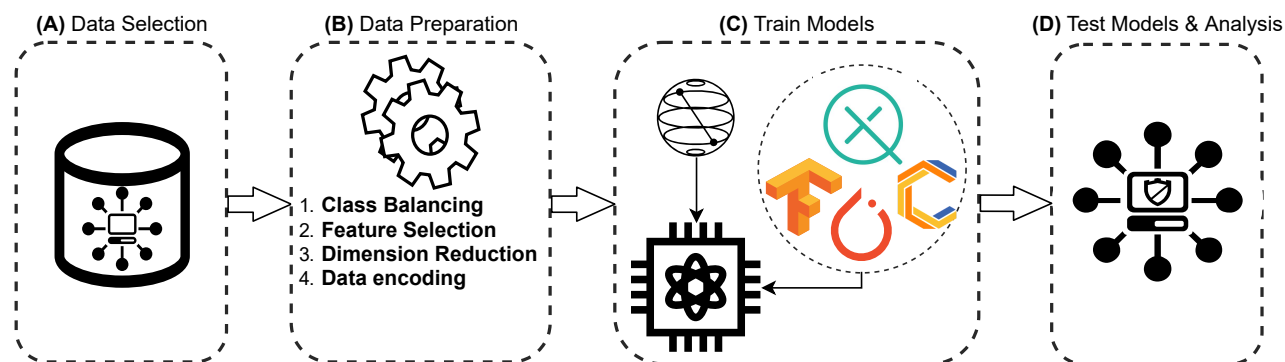 (A) Data Selection
(B) Data Preparation
(C) Train Models
(D) Test Models & Analysis
1. Class Balancing
2. Feature Selection
3. Dimension Reduction
4. Data encoding